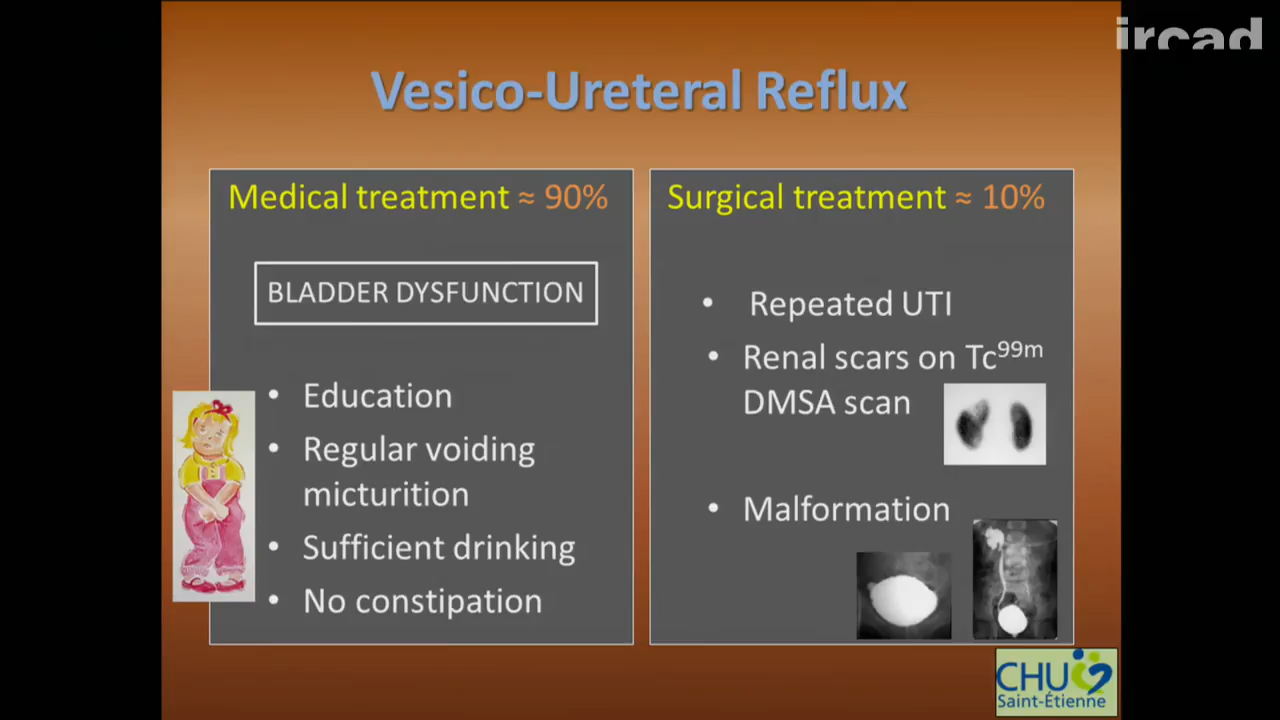 ircad
Vesico-Ureteral Reflux
Medical treatment ≈ 90%
BLADDER DYSFUNCTION
• Education
• Regular voiding
micturition
• Sufficient drinking
• No constipation
Surgical treatment ≈ 10%
• Repeated UTI
• Renal scars on Tc99m
DMSA scan
• Malformation
CHU
Saint-Étienne